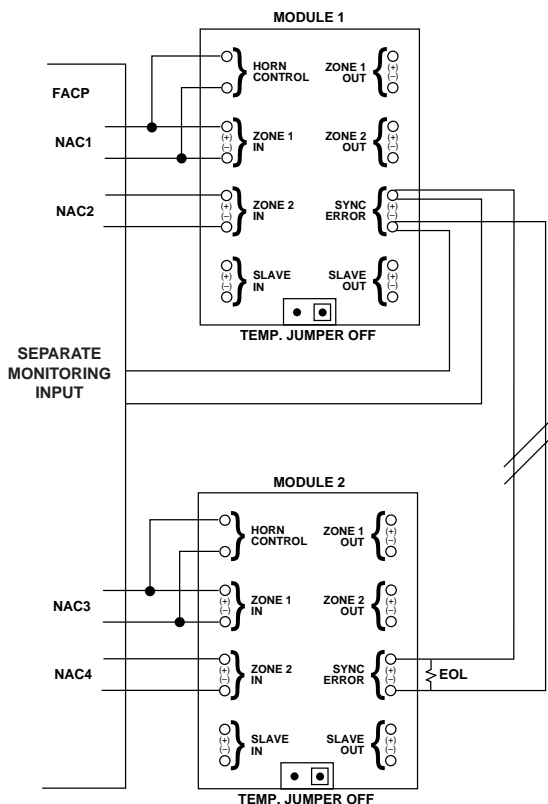 MODULE 1
FACP
HORN
CONTROL
ZONE 1
OUT
(+)
(–)
NAC1
(+)
(–)
ZONE 1
IN
ZONE 2
OUT
(+)
(–)
NAC2
(+)
(–)
ZONE 2
IN
SYNC
ERROR
(+)
(–)
(+)
(–)
SLAVE
IN
SLAVE
OUT
(+)
(–)
TEMP. JUMPER OFF
SEPARATE
MONITORING
INPUT
MODULE 2
HORN
CONTROL
ZONE 1
OUT
(+)
(–)
NAC3
(+)
(–)
ZONE 1
IN
ZONE 2
OUT
(+)
(–)
NAC4
(+)
(–)
ZONE 2
IN
SYNC
ERROR
(+)
(–)
EOL
(+)
(–)
SLAVE
IN
SLAVE
OUT
(+)
(–)
TEMP. JUMPER OFF